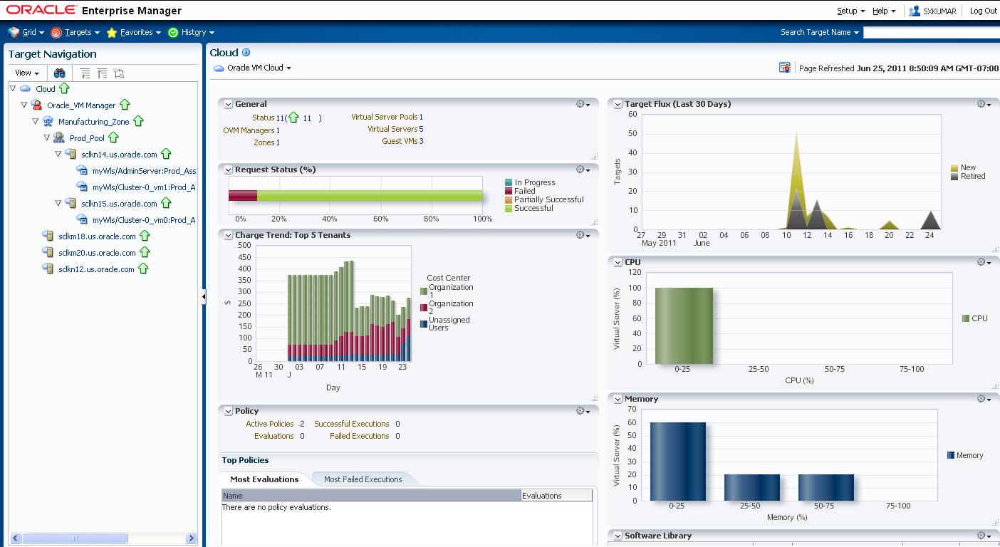 ORACLE Enterprise Manager
Setup Help SXKUMAR Log Out
Grid Targets Favorites History
Search Target Name
Target Navigation
View
Cloud
Oracle_VM Manager
Manufacturing_Zone
Prod_Pool
sclkn14.us.oracle.com
myWls/AdminServer:Prod_Ass
myWls/Cluster-0_vm1:Prod_A
sclkn15.us.oracle.com
myWls/Cluster-0_vm0:Prod_A
sclkm18.us.oracle.com
sclkm20.us.oracle.com
sclkn12.us.oracle.com
Cloud
Oracle VM Cloud
Page Refreshed Jun 25, 2011 8:50:09 AM GMT-07:00
General
Status 11( 11 )
OVM Managers 1
Zones 1
Virtual Server Pools 1
Virtual Servers 5
Guest VMs 3
Request Status (%)
0% 20% 40% 60% 80% 100%
In Progress
Failed
Partially Successful
Successful
Charge Trend: Top 5 Tenants
500
450
400
350
300
250
200
150
100
50
0
$
26 30 03 07 11 15 19 23
M 11 J
Day
Cost Center
Organization
1
Organization
2
Unassigned
Users
Policy
Active Policies 2 Successful Executions 0
Evaluations 0 Failed Executions 0
Top Policies
Most Evaluations Most Failed Executions
Name Evaluations
There are no policy evaluations.
Target Flux (Last 30 Days)
60
50
40
30
20
10
0
Targets
27 29 31 02 04 06 08 10 12 14 16 18 20 22 24
May 2011 June
New
Retired
CPU
120
100
80
60
40
20
0
Virtual Server (%)
0-25 25-50 50-75 75-100
CPU (%)
CPU
Memory
70
60
50
40
30
20
10
0
Virtual Server (%)
0-25 25-50 50-75 75-100
Memory (%)
Memory
Software Library